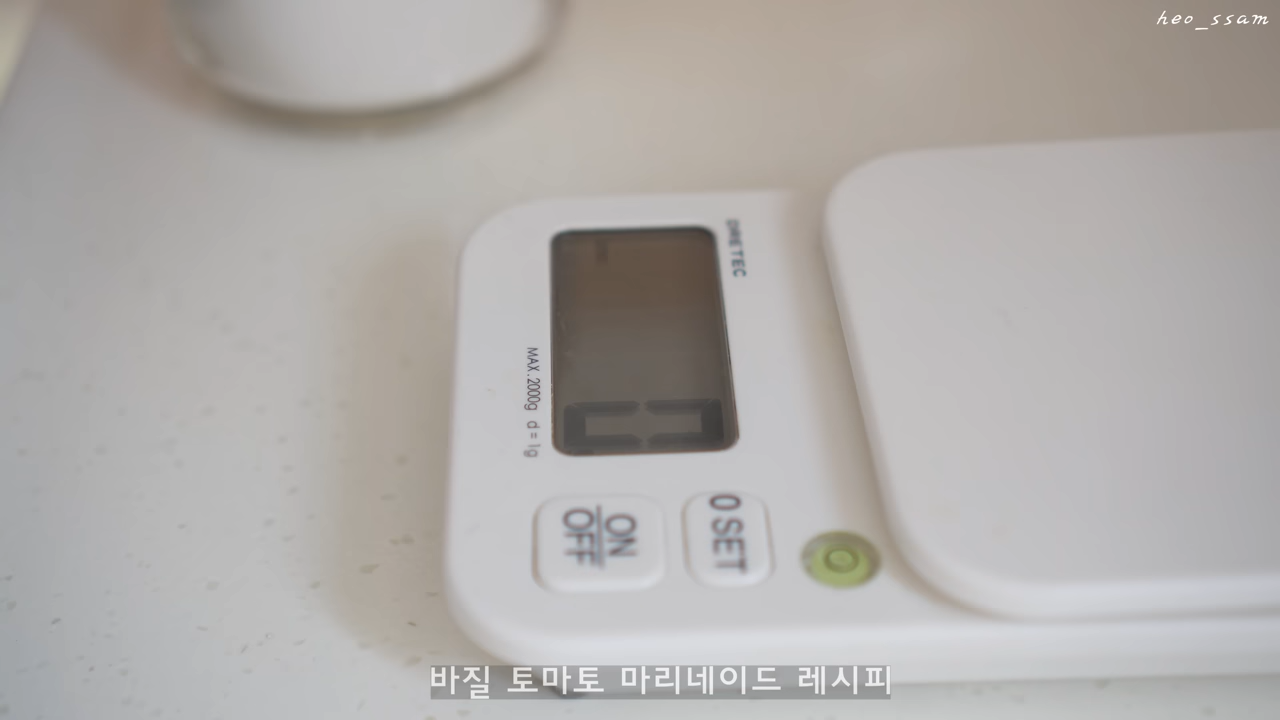 heo_ssam
DRETEC
0
MAX.2000g d=1g
ON
OFF
0 SET
바질 토마토 마리네이드 레시피